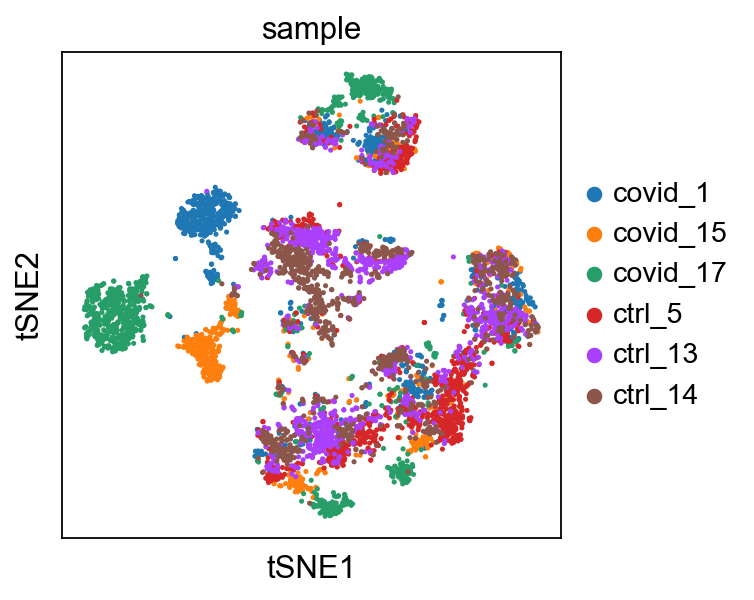 sample
tSNE2
tSNE1
covid_1
covid_15
covid_17
ctrl_5
ctrl_13
ctrl_14